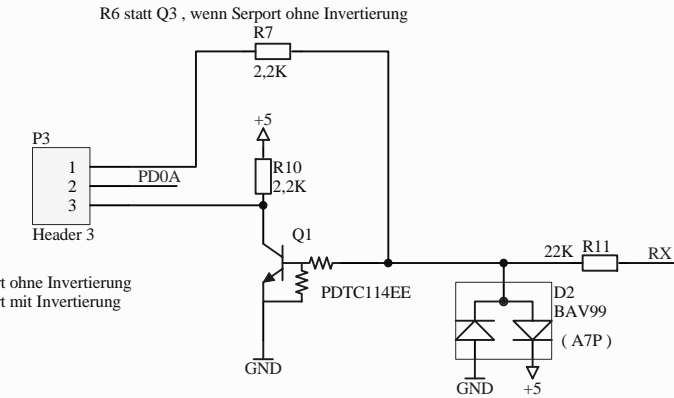 R6 statt Q3 , wenn Serport ohne Invertierung
R7
2,2K
+5
P3
1
2
3
PD0A
R10
2,2K
Header 3
Q1
PDTC114EE
22K
R11
RX
rt ohne Invertierung
rt mit Invertierung
D2
BAV99
( A7P )
GND
GND
+5